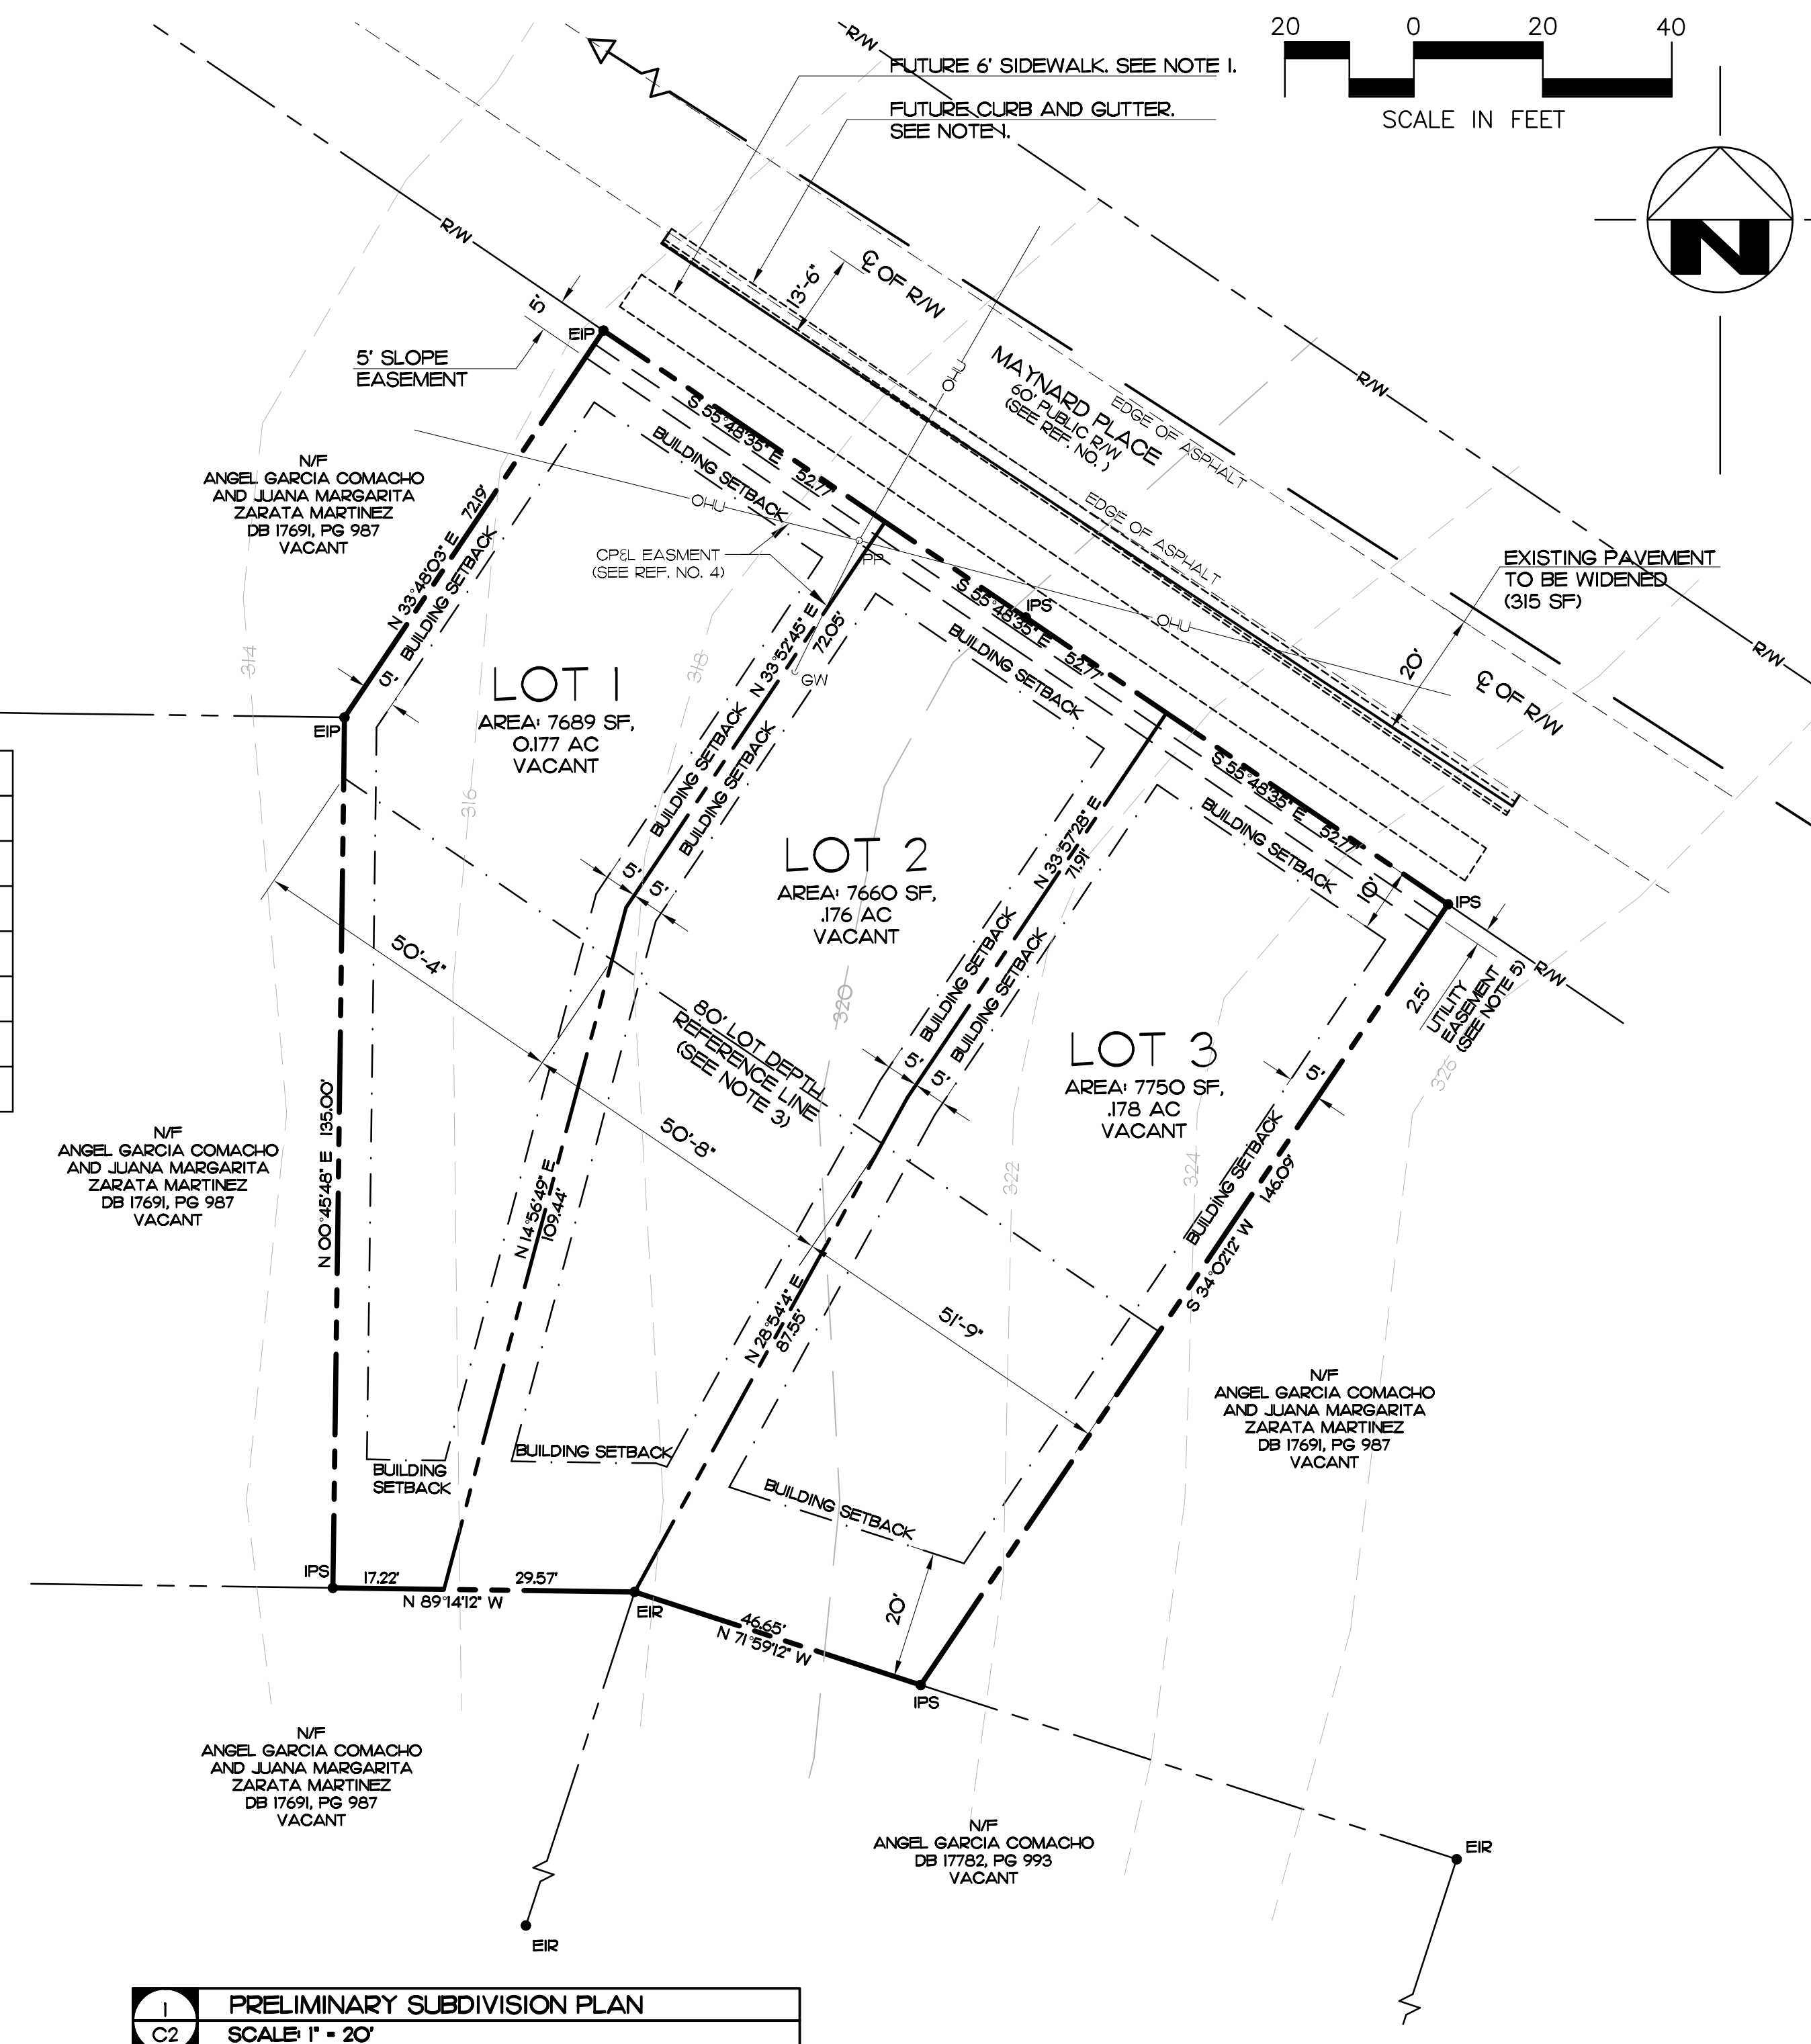 20 0 20 40
SCALE IN FEET
N
R/W
FUTURE 6' SIDEWALK. SEE NOTE 1.
FUTURE CURB AND GUTTER.
SEE NOTE 1.
R/W
13'-6"
℄ OF R/W
5'
EIP
5' SLOPE
EASEMENT
OHU
MAYNARD PLACE
60' PUBLIC R/W
(SEE REF. NO. )
EDGE OF ASPHALT
R/W
S 55°48'35" E 52.77'
BUILDING SETBACK
N/F
ANGEL GARCIA COMACHO
AND JUANA MARGARITA
ZARATA MARTINEZ
DB 17691, PG 987
VACANT
N 33°48'03" E 72.19'
BUILDING SETBACK
OHU
CP&L EASMENT
(SEE REF. NO. 4)
PP
EDGE OF ASPHALT
EXISTING PAVEMENT
TO BE WIDENED
(315 SF)
S 55°48'35" E 52.77'
IPS
OHU
BUILDING SETBACK
20'
R/W
℄ OF R/W
314
5'
318
N 33°52'45" E
72.05'
GW
LOT 1
AREA: 7689 SF,
0.177 AC
VACANT
EIP
316
BUILDING SETBACK
BUILDING SETBACK
S 55°48'35" E 52.77'
BUILDING SETBACK
LOT 2
AREA: 7660 SF,
.176 AC
VACANT
N 33°57'28" E
71.91'
5'
5'
10'
IPS
50'-4"
320
BUILDING SETBACK
BUILDING SETBACK
R/W
2.5'
UTILITY
EASEMENT
(SEE NOTE 5)
80' LOT DEPTH
REFERENCE LINE
(SEE NOTE 3)
LOT 3
AREA: 7750 SF,
.178 AC
VACANT
5'
5'
5'
326
50'-8"
N/F
ANGEL GARCIA COMACHO
AND JUANA MARGARITA
ZARATA MARTINEZ
DB 17691, PG 987
VACANT
N 00°45'48" E 135.00'
N 14°56'49" E
109.44'
322
324
BUILDING SETBACK
146.09'
S 34°02'12" W
N 28°54'4" E
87.55'
51'-9"
N/F
ANGEL GARCIA COMACHO
AND JUANA MARGARITA
ZARATA MARTINEZ
DB 17691, PG 987
VACANT
BUILDING
SETBACK
BUILDING SETBACK
BUILDING SETBACK
IPS
17.22'
29.57'
N 89°14'12" W
EIR
20'
46.65'
N 71°59'12" W
IPS
N/F
ANGEL GARCIA COMACHO
AND JUANA MARGARITA
ZARATA MARTINEZ
DB 17691, PG 987
VACANT
N/F
ANGEL GARCIA COMACHO
DB 17782, PG 993
VACANT
EIR
EIR
1
C2
PRELIMINARY SUBDIVISION PLAN
SCALE: 1" = 20'